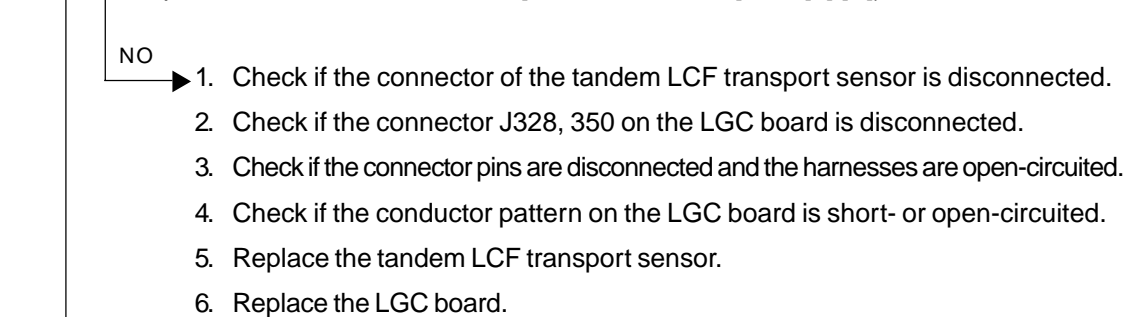 NO
1. Check if the connector of the tandem LCF transport sensor is disconnected.
2. Check if the connector J328, 350 on the LGC board is disconnected.
3. Check if the connector pins are disconnected and the harnesses are open-circuited.
4. Check if the conductor pattern on the LGC board is short- or open-circuited.
5. Replace the tandem LCF transport sensor.
6. Replace the LGC board.